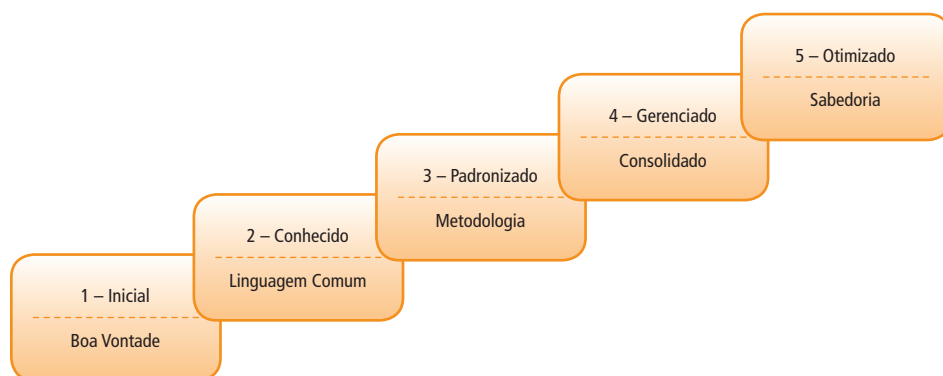 5 – Otimizado
Sabedoria
4 – Gerenciado
Consolidado
3 – Padronizado
Metodologia
2 – Conhecido
Linguagem Comum
1 – Inicial
Boa Vontade